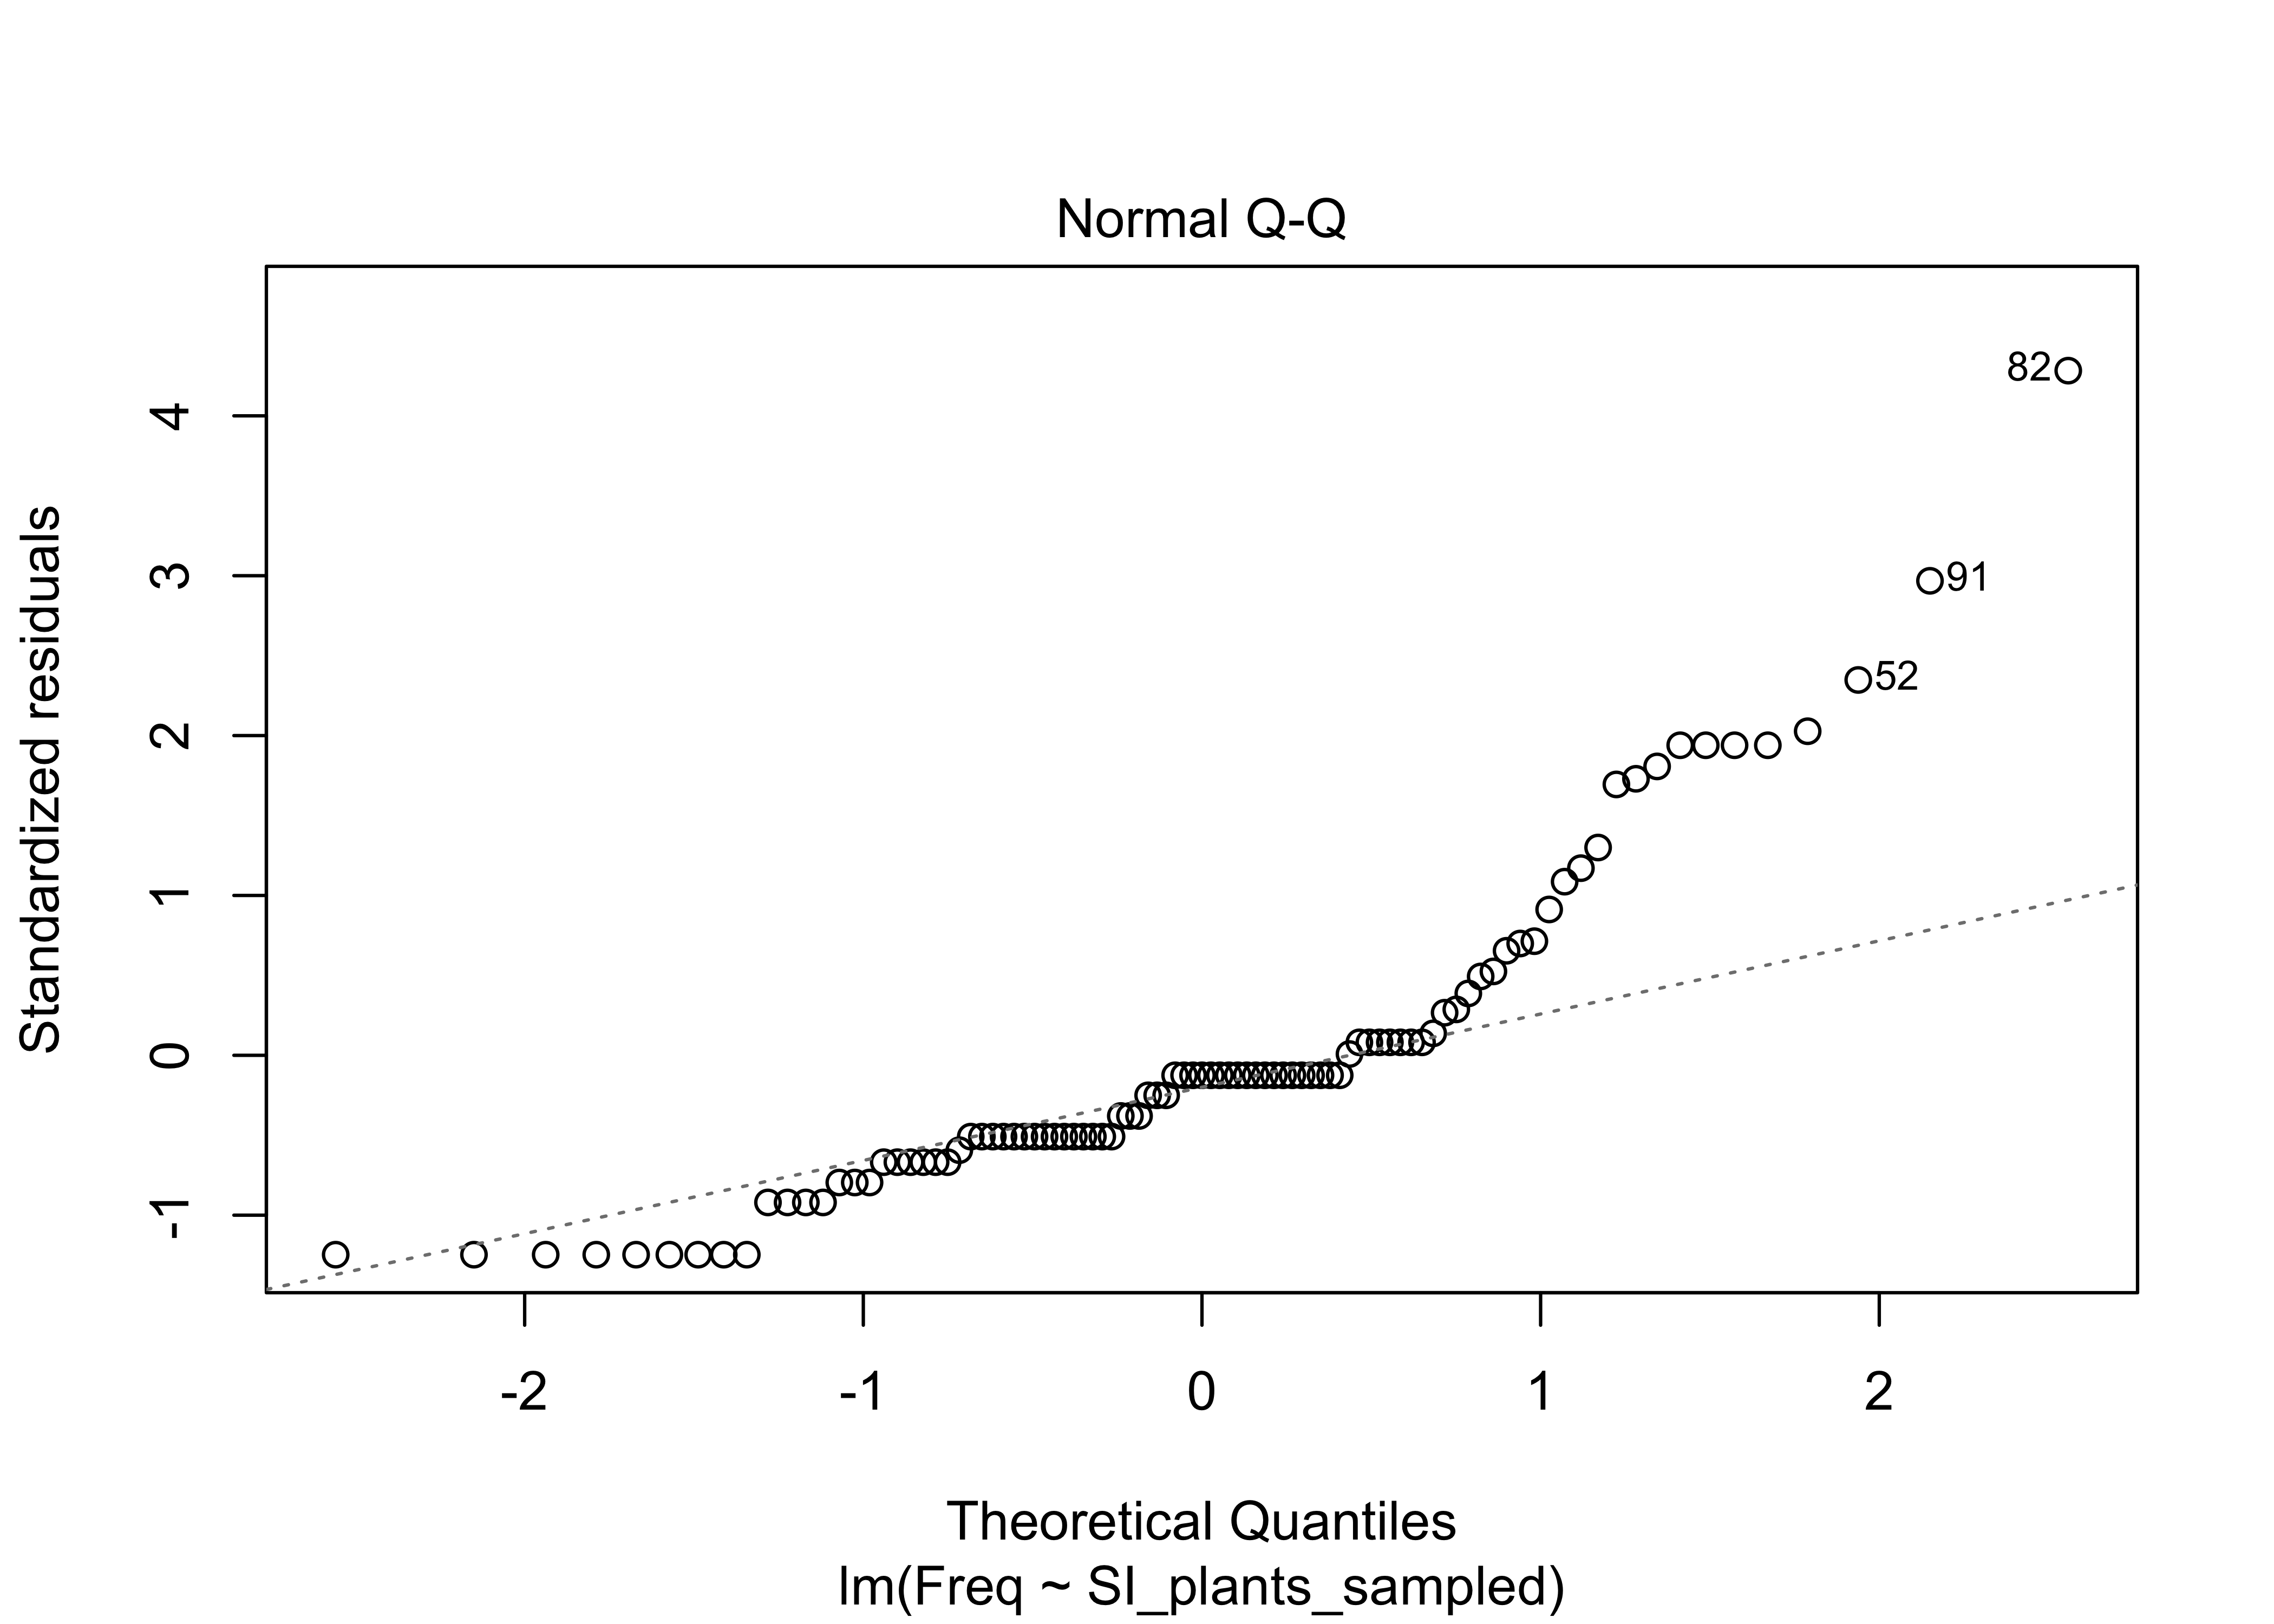 Normal Q-Q
Standardized residuals
4
3
2
1
0
-1
82
91
52
-2 -1 0 1 2
Theoretical Quantiles
lm(Freq ~ SI_plants_sampled)